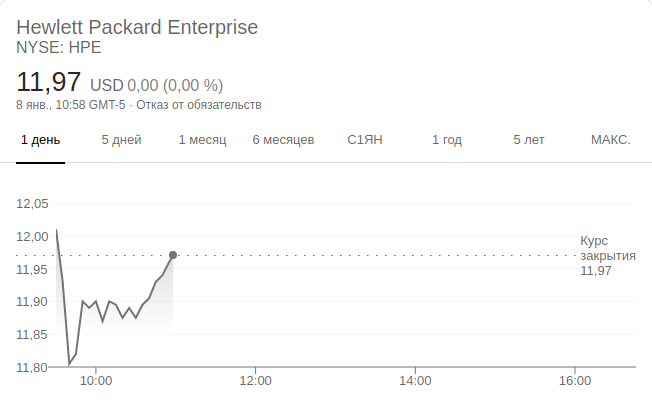 Hewlett Packard Enterprise
NYSE: HPE
11,97 USD 0,00 (0,00 %)
8 янв., 10:58 GMT-5 · Отказ от обязательств
1 день 5 дней 1 месяц 6 месяцев С1ЯН 1 год 5 лет МАКС.
12,05
12,00
11,95
11,90
11,85
11,80
Курс
закрытия
11,97
10:00 12:00 14:00 16:00